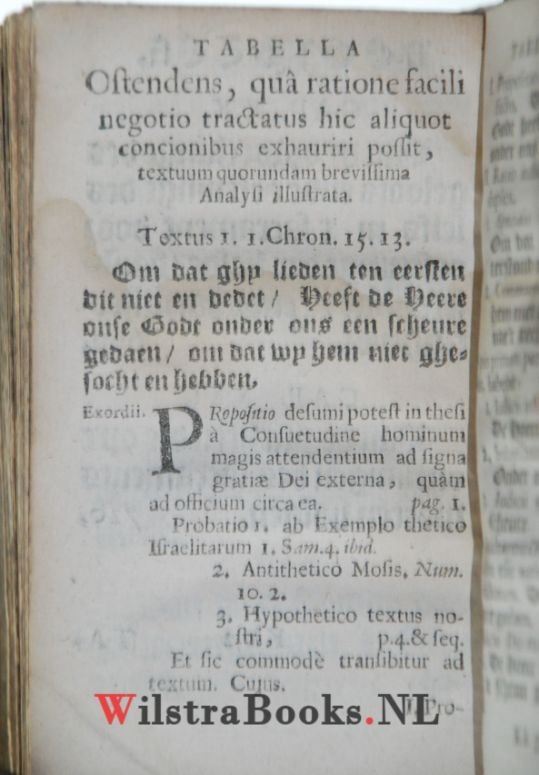 TABELLA
Ostendens, quâ ratione facili
negotio tractatus hic aliquot
concionibus exhauriri possit,
textuum quorundam brevissima
Analysi illustrata.
Textus 1. 1. Chron. 15. 13.
Om dat ghy lieden ten eersten
dit niet en dedet / Heeft de Heere
onse Godt onder ons een scheure
gedaen / om dat wy hem niet ghe-
socht en hebben.
Exordii. PRopositio desumi potest in thesi
à Consuetudine hominum
magis attendentium ad signa
gratiæ Dei externa, quàm
ad officium circa ea. pag. 1.
Probatio 1. ab Exemplo thetico
Israelitarum 1. Sam. 4. ibid.
2. Antithetico Mosis. Num.
10. 2.
3. Hypothetico textus no-
stri, p. 4. & seq.
Et sic commodè transibitur ad
textum. Cujus.
Pro-
WilstraBooks.NL